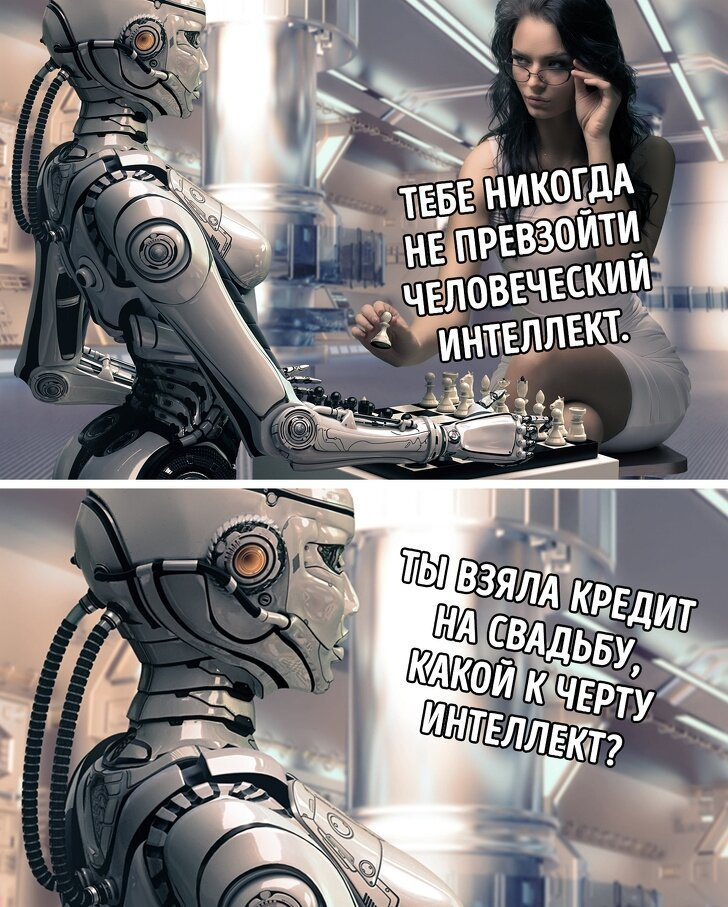 ТЕБЕ НИКОГДА
НЕ ПРЕВЗОЙТИ
ЧЕЛОВЕЧЕСКИЙ
ИНТЕЛЛЕКТ.
ТЫ ВЗЯЛА КРЕДИТ
НА СВАДЬБУ,
КАКОЙ К ЧЕРТУ
ИНТЕЛЛЕКТ?